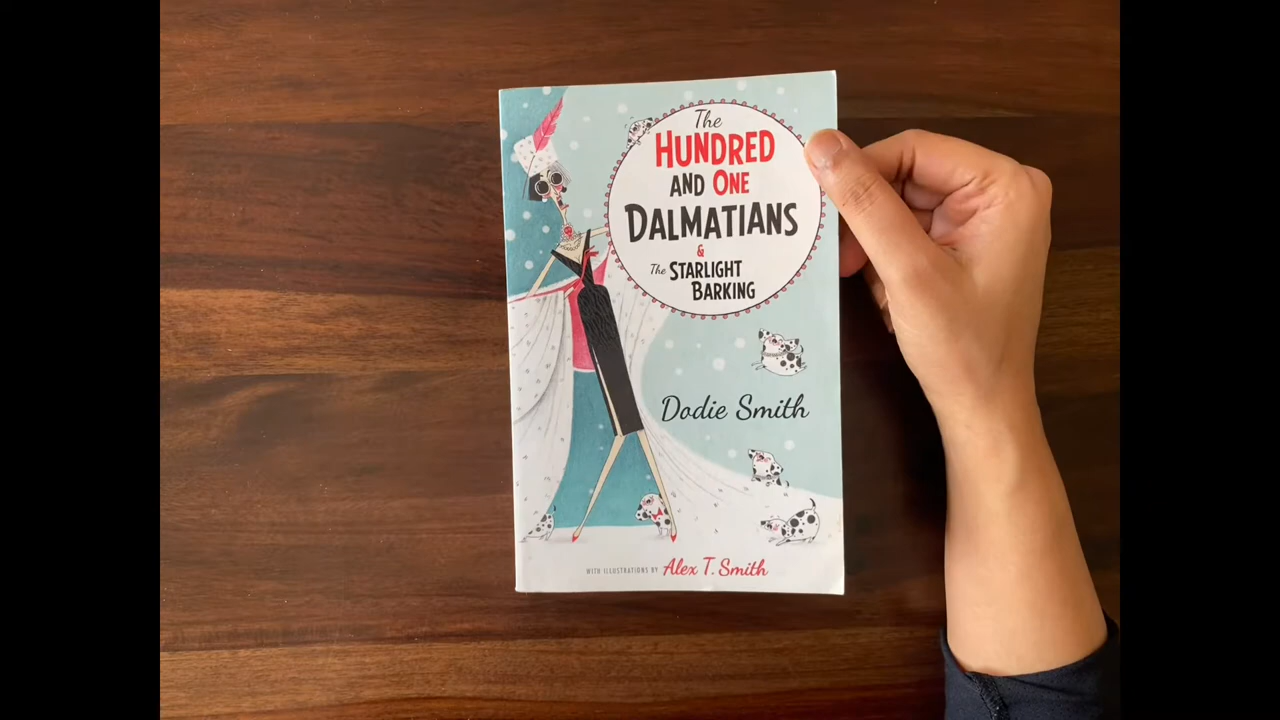 The
HUNDRED
AND ONE
DALMATIANS
&
The STARLIGHT
BARKING
Dodie Smith
WITH ILLUSTRATIONS BY Alex T. Smith